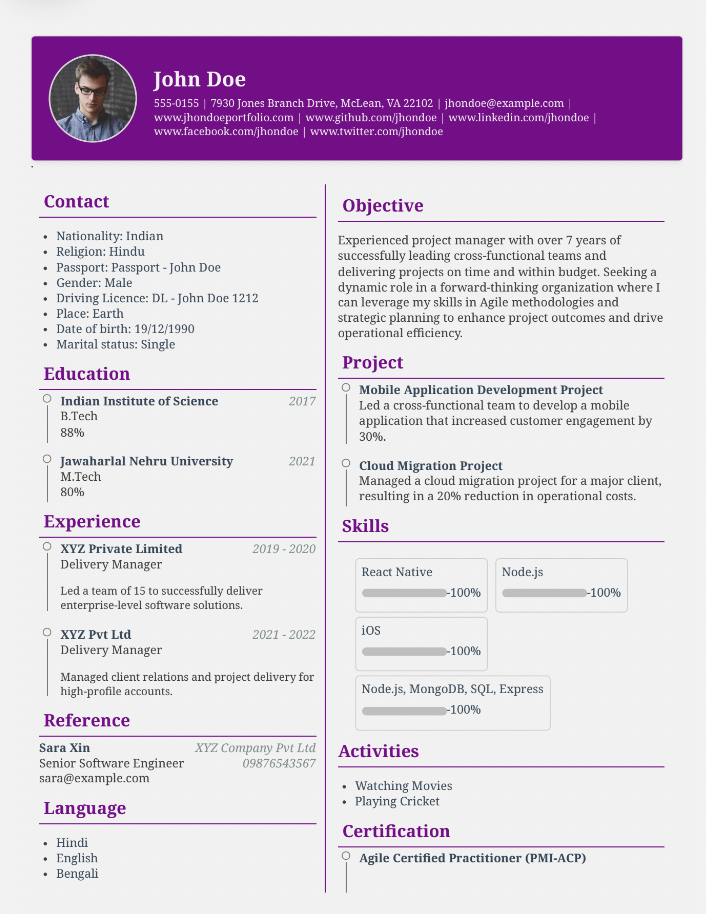 John Doe
555-0155 | 7930 Jones Branch Drive, McLean, VA 22102 | jhondoe@example.com |
www.jhondoeportfolio.com | www.github.com/jhondoe | www.linkedin.com/jhondoe |
www.facebook.com/jhondoe | www.twitter.com/jhondoe
Contact
• Nationality: Indian
• Religion: Hindu
• Passport: Passport - John Doe
• Gender: Male
• Driving Licence: DL - John Doe 1212
• Place: Earth
• Date of birth: 19/12/1990
• Marital status: Single
Education
Indian Institute of Science 2017
B.Tech
88%
Jawaharlal Nehru University 2021
M.Tech
80%
Experience
XYZ Private Limited 2019 - 2020
Delivery Manager
Led a team of 15 to successfully deliver
enterprise-level software solutions.
XYZ Pvt Ltd 2021 - 2022
Delivery Manager
Managed client relations and project delivery for
high-profile accounts.
Reference
Sara Xin XYZ Company Pvt Ltd
Senior Software Engineer 09876543567
sara@example.com
Language
• Hindi
• English
• Bengali
Objective
Experienced project manager with over 7 years of
successfully leading cross-functional teams and
delivering projects on time and within budget. Seeking a
dynamic role in a forward-thinking organization where I
can leverage my skills in Agile methodologies and
strategic planning to enhance project outcomes and drive
operational efficiency.
Project
Mobile Application Development Project
Led a cross-functional team to develop a mobile
application that increased customer engagement by
30%.
Cloud Migration Project
Managed a cloud migration project for a major client,
resulting in a 20% reduction in operational costs.
Skills
React Native
-100%
Node.js
-100%
iOS
-100%
Node.js, MongoDB, SQL, Express
-100%
Activities
• Watching Movies
• Playing Cricket
Certification
Agile Certified Practitioner (PMI-ACP)